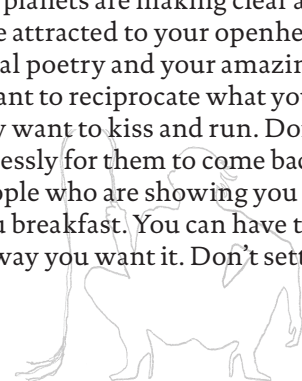 planets are making clear a
attracted to your openhe
al poetry and your amazin
ant to reciprocate what yo
want to kiss and run. Do
essly for them to come bac
ople who are showing you
u breakfast. You can have t
way you want it. Don't sett